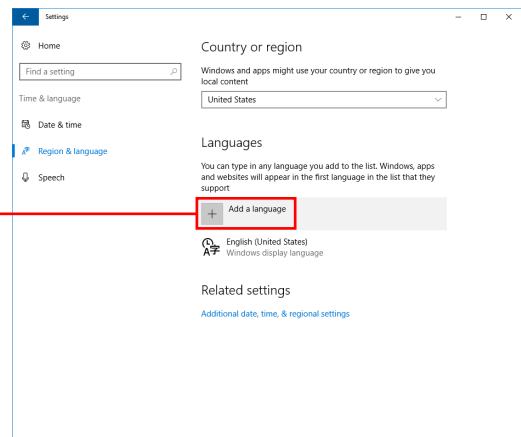 Settings
Home
Find a setting
Time & language
Date & time
Region & language
Speech
Country or region
Windows and apps might use your country or region to give you
local content
United States
Languages
You can type in any language you add to the list. Windows, apps
and websites will appear in the first language in the list that they
support
Add a language
English (United States)
Windows display language
Related settings
Additional date, time, & regional settings